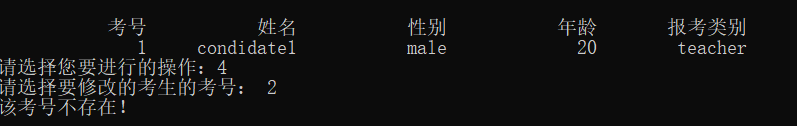 考号 姓名 性别 年龄 报考类别
1 condidate1 male 20 teacher
请选择您要进行的操作：4
请选择要修改的考生的考号： 2
该考号不存在！